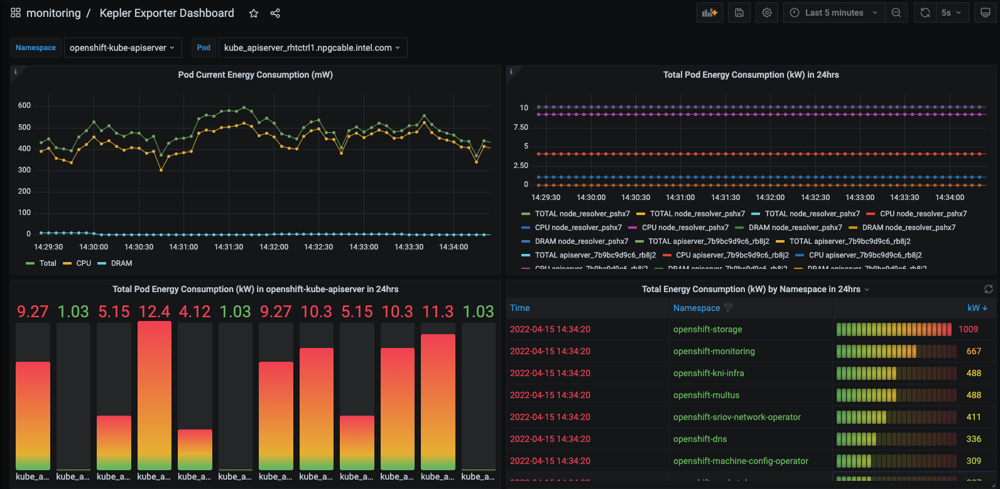 monitoring / Kepler Exporter Dashboard
Last 5 minutes
5s
Namespace
openshift-kube-apiserver
Pod
kube_apiserver_rhtctrl1.npgcable.intel.com
Pod Current Energy Consumption (mW)
600
500
400
300
200
100
0
14:29:30 14:30:00 14:30:30 14:31:00 14:31:30 14:32:00 14:32:30 14:33:00 14:33:30 14:34:00
Total CPU DRAM
Total Pod Energy Consumption (kW) in 24hrs
10
7.50
5
2.50
0
14:29:30 14:30:00 14:30:30 14:31:00 14:31:30 14:32:00 14:32:30 14:33:00 14:33:30 14:34:00
TOTAL node_resolver_pshx7 TOTAL node_resolver_pshx7 TOTAL node_resolver_pshx7 CPU node_resolver_pshx7
CPU node_resolver_pshx7 CPU node_resolver_pshx7 DRAM node_resolver_pshx7 DRAM node_resolver_pshx7
DRAM node_resolver_pshx7 TOTAL apiserver_7b9bc9d9c6_rb8j2 TOTAL apiserver_7b9bc9d9c6_rb8j2
TOTAL apiserver_7b9bc9d9c6_rb8j2 CPU apiserver_7b9bc9d9c6_rb8j2 CPU apiserver_7b9bc9d9c6_rb8j2
CPU apiserver_7b9bc9d9c6_rb8j2 DRAM apiserver_7b9bc9d9c6_rb8j2 DRAM apiserver_7b9bc9d9c6_rb8j2
Total Pod Energy Consumption (kW) in openshift-kube-apiserver in 24hrs
9.27 1.03 5.15 12.4 4.12 1.03 9.27 10.3 5.15 10.3 11.3 1.03
kube_a... kube_a... kube_a... kube_a... kube_a... kube_a... kube_a... kube_a... kube_a... kube_a... kube_a... kube_a...
Total Energy Consumption (kW) by Namespace in 24hrs
Time Namespace kW
2022-04-15 14:34:20 openshift-storage 1009
2022-04-15 14:34:20 openshift-monitoring 667
2022-04-15 14:34:20 openshift-kni-infra 488
2022-04-15 14:34:20 openshift-multus 488
2022-04-15 14:34:20 openshift-sriov-network-operator 411
2022-04-15 14:34:20 openshift-dns 336
2022-04-15 14:34:20 openshift-machine-config-operator 309